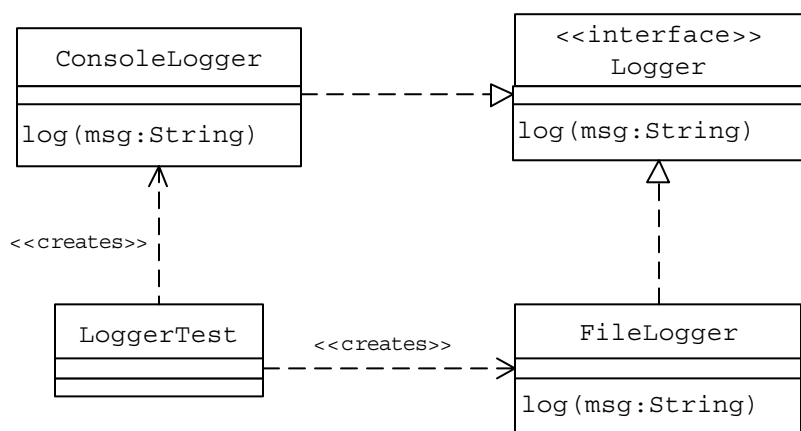 ConsoleLogger
log(msg:String)
<<interface>>
Logger
log(msg:String)
<<creates>>
LoggerTest
<<creates>>
FileLogger
log(msg:String)